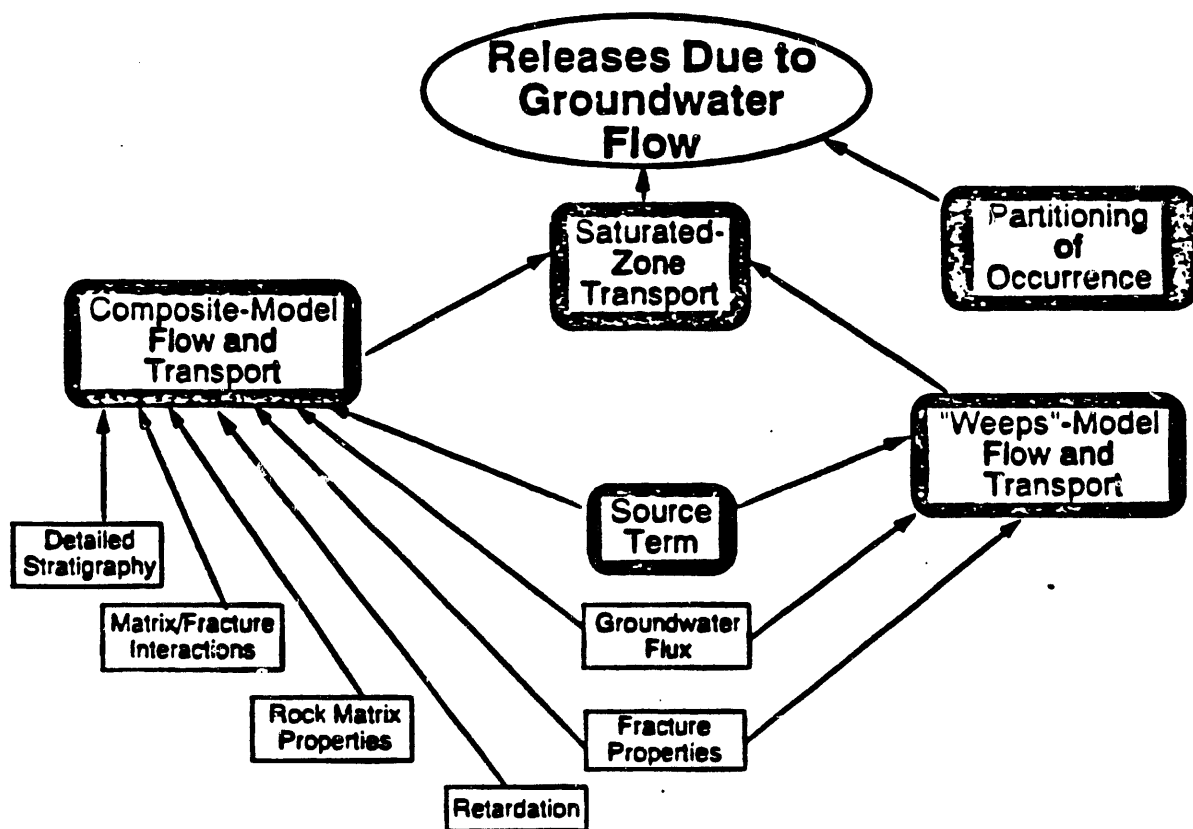 Releases Due to
Groundwater
Flow
Saturated-
Zone
Transport
Partitioning
of
Occurrence
Composite-Model
Flow and
Transport
"Weeps"-Model
Flow and
Transport
Source
Term
Detailed
Stratigraphy
Matrix/Fracture
Interactions
Groundwater
Flux
Rock Matrix
Properties
Fracture
Properties
Retardation